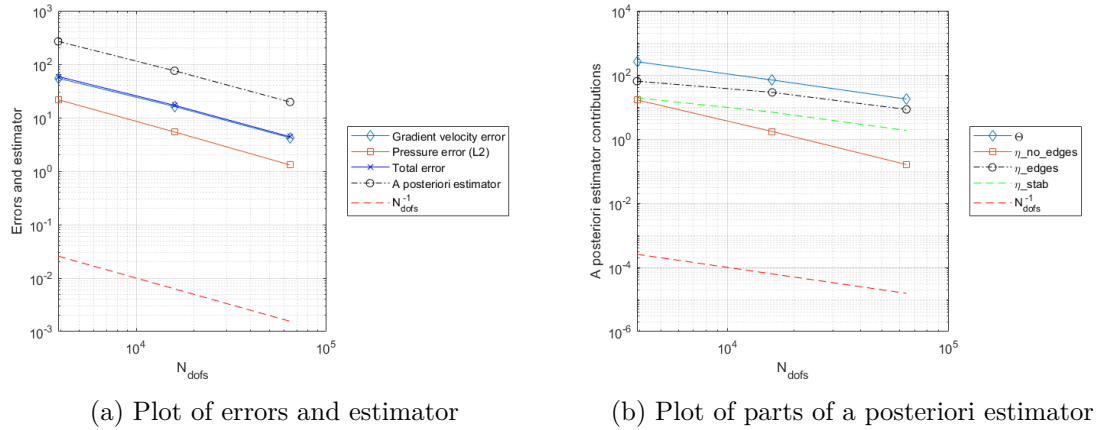 10^3
10^2
10^1
10^0
10^-1
10^-2
10^-3
Errors and estimator
10^4
10^5
N_dofs
Gradient velocity error
Pressure error (L2)
Total error
A posteriori estimator
N_dofs^-1
(a) Plot of errors and estimator
10^4
10^2
10^0
10^-2
10^-4
10^-6
A posteriori estimator contributions
10^4
10^5
N_dofs
Θ
η_no_edges
η_edges
η_stab
N_dofs^-1
(b) Plot of parts of a posteriori estimator